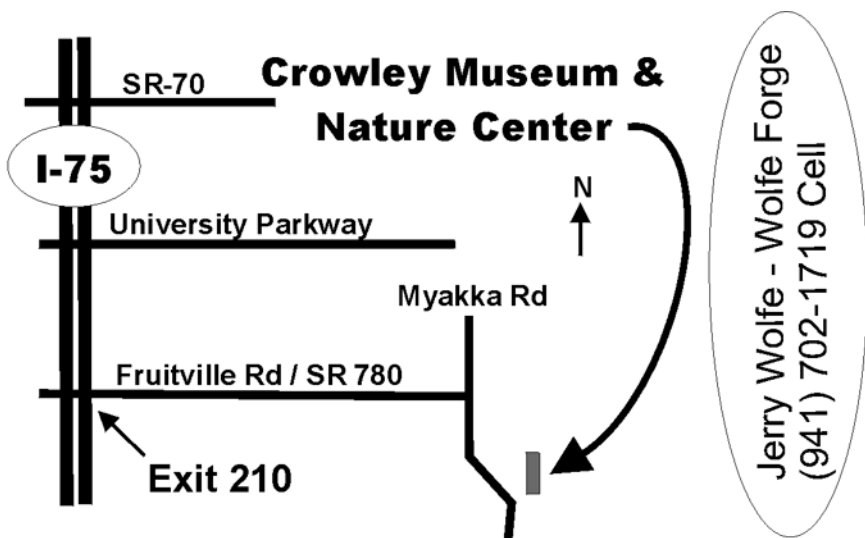 SR-70
Crowley Museum &
Nature Center
I-75
N
University Parkway
Myakka Rd
Fruitville Rd / SR 780
Exit 210
Jerry Wolfe - Wolfe Forge
(941) 702-1719 Cell